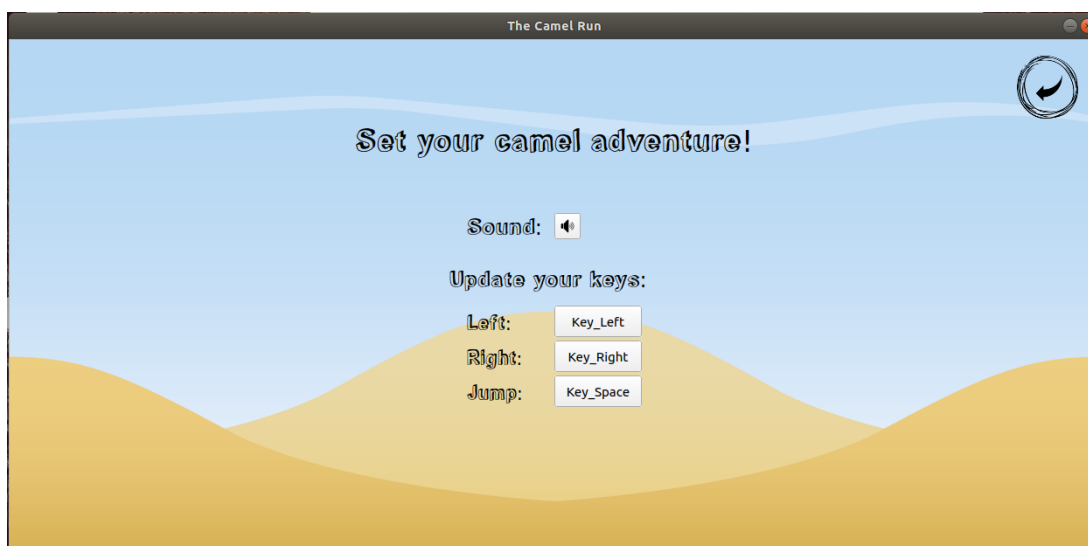 The Camel Run
Set your camel adventure!
Sound:
Update your keys:
Left: Key_Left
Right: Key_Right
Jump: Key_Space